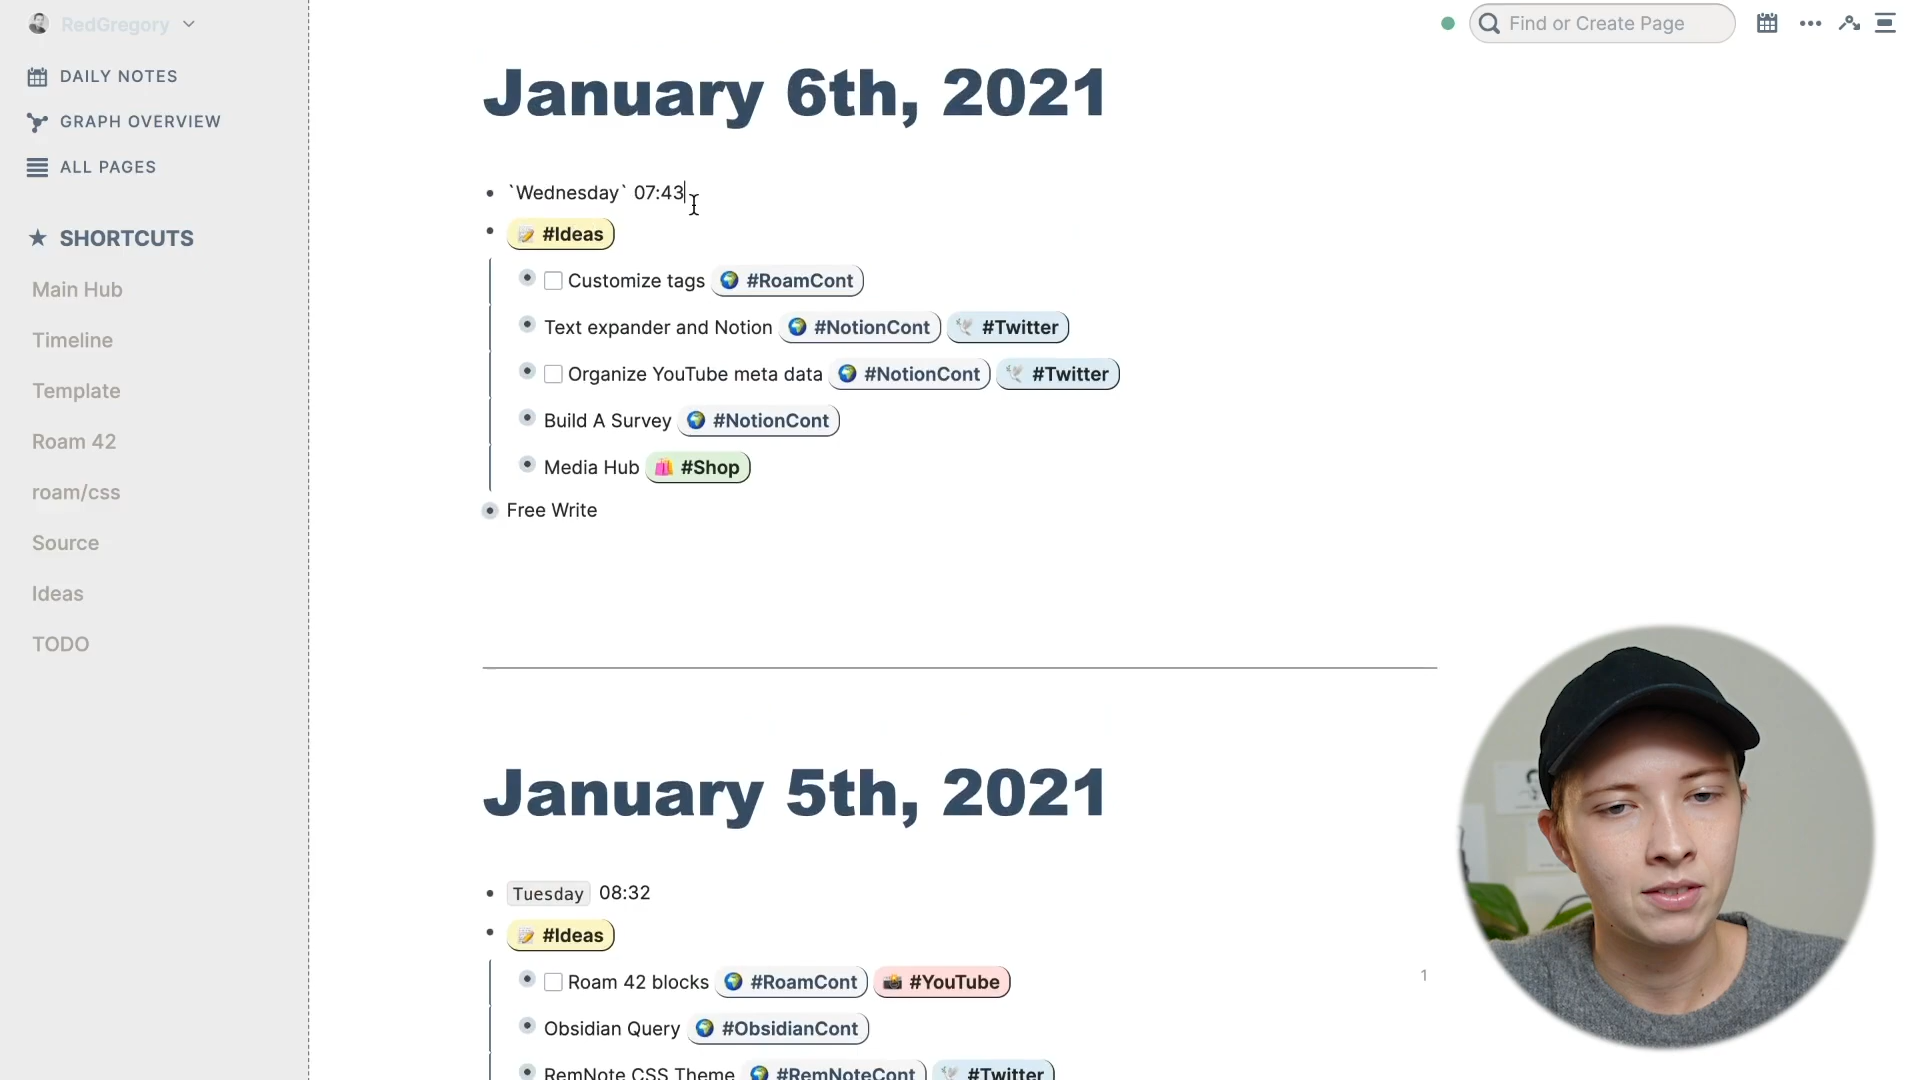 RedGregory
Find or Create Page
DAILY NOTES
GRAPH OVERVIEW
ALL PAGES
SHORTCUTS
Main Hub
Timeline
Template
Roam 42
roam/css
Source
Ideas
TODO
January 6th, 2021
`Wednesday` 07:43
#Ideas
Customize tags #RoamCont
Text expander and Notion #NotionCont #Twitter
Organize YouTube meta data #NotionCont #Twitter
Build A Survey #NotionCont
Media Hub #Shop
Free Write
January 5th, 2021
Tuesday 08:32
#Ideas
Roam 42 blocks #RoamCont #YouTube 1
Obsidian Query #ObsidianCont
RemNote CSS Theme #RemNoteCont #Twitter